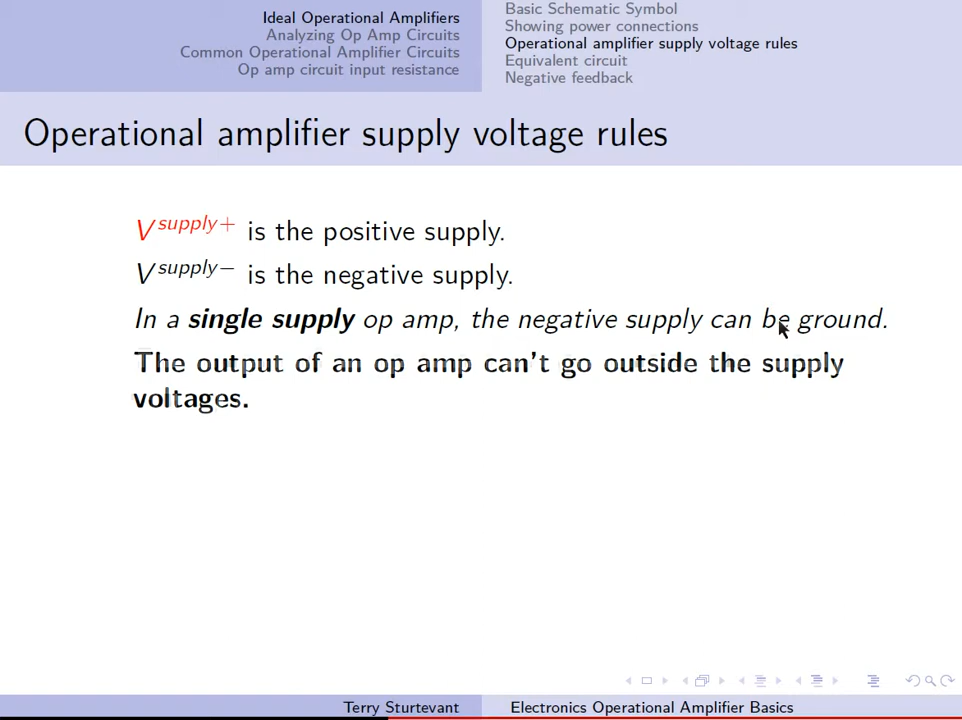 Ideal Operational Amplifiers
Analyzing Op Amp Circuits
Common Operational Amplifier Circuits
Op amp circuit input resistance
Basic Schematic Symbol
Showing power connections
Operational amplifier supply voltage rules
Equivalent circuit
Negative feedback
Operational amplifier supply voltage rules
V^supply+ is the positive supply.
V^supply− is the negative supply.
In a single supply op amp, the negative supply can be ground.
The output of an op amp can't go outside the supply
voltages.
Terry Sturtevant
Electronics Operational Amplifier Basics